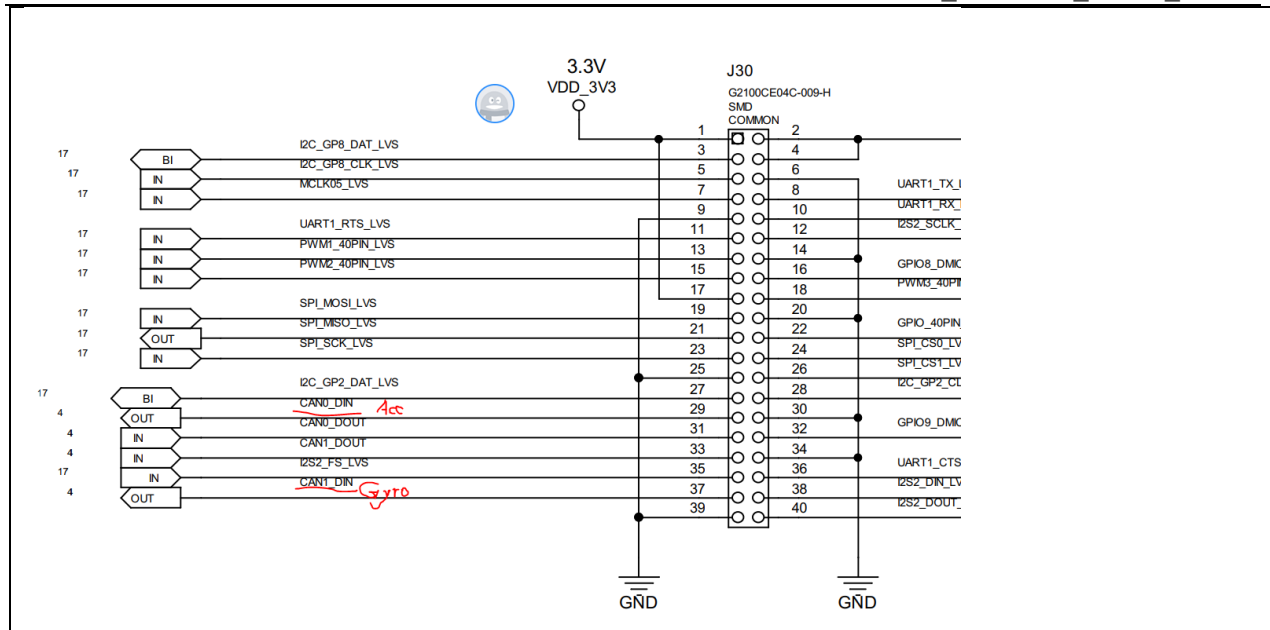 3.3V
VDD_3V3
J30
G2100CE04C-009-H
SMD
COMMON
1 2
I2C_GP8_DAT_LVS
17 BI 3 4
I2C_GP8_CLK_LVS
17 IN 5 6
MCLK05_LVS UART1_TX_
17 IN 7 8
UART1_RX_
9 10
UART1_RTS_LVS I2S2_SCLK_
17 IN 11 12
PWM1_40PIN_LVS
17 IN 13 14
PWM2_40PIN_LVS GPIO8_DMIC
17 IN 15 16
PWM3_40PIN
17 18
SPI_MOSI_LVS
17 IN 19 20
SPI_MISO_LVS GPIO_40PIN_
17 OUT 21 22
SPI_SCK_LVS SPI_CS0_LV
17 IN 23 24
SPI_CS1_LV
25 26
I2C_GP2_DAT_LVS I2C_GP2_CL
17 BI 27 28
CAN0_DIN Acc
4 OUT 29 30
CAN0_DOUT GPIO9_DMIC
4 IN 31 32
CAN1_DOUT
4 IN 33 34
I2S2_FS_LVS UART1_CTS
17 IN 35 36
CAN1_DIN Gyro I2S2_DIN_LV
4 OUT 37 38
I2S2_DOUT_
39 40
GND GND